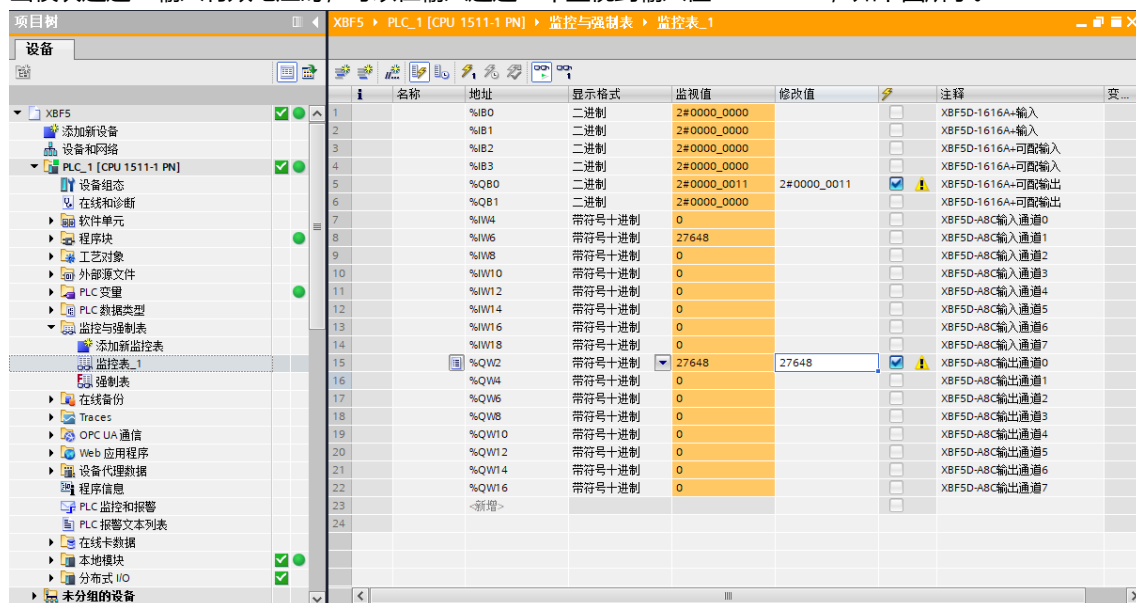 项目树
XBF5 ▸ PLC_1 [CPU 1511-1 PN] ▸ 监控与强制表 ▸ 监控表_1
设备
i 名称 地址 显示格式 监视值 修改值 注释 变...
XBF5
添加新设备
设备和网络
PLC_1 [CPU 1511-1 PN]
设备组态
在线和诊断
软件单元
程序块
工艺对象
外部源文件
PLC 变量
PLC 数据类型
监控与强制表
添加新监控表
监控表_1
强制表
在线备份
Traces
OPC UA 通信
Web 应用程序
设备代理数据
程序信息
PLC 监控和报警
PLC 报警文本列表
在线卡数据
本地模块
分布式 I/O
未分组的设备
1 %IB0 二进制 2#0000_0000 XBF5D-1616A+输入
2 %IB1 二进制 2#0000_0000 XBF5D-1616A+输入
3 %IB2 二进制 2#0000_0000 XBF5D-1616A+可配输入
4 %IB3 二进制 2#0000_0000 XBF5D-1616A+可配输入
5 %QB0 二进制 2#0000_0011 2#0000_0011 XBF5D-1616A+可配输出
6 %QB1 二进制 2#0000_0000 XBF5D-1616A+可配输出
7 %IW4 带符号十进制 0 XBF5D-A8C输入通道0
8 %IW6 带符号十进制 27648 XBF5D-A8C输入通道1
9 %IW8 带符号十进制 0 XBF5D-A8C输入通道2
10 %IW10 带符号十进制 0 XBF5D-A8C输入通道3
11 %IW12 带符号十进制 0 XBF5D-A8C输入通道4
12 %IW14 带符号十进制 0 XBF5D-A8C输入通道5
13 %IW16 带符号十进制 0 XBF5D-A8C输入通道6
14 %IW18 带符号十进制 0 XBF5D-A8C输入通道7
15 %QW2 带符号十进制 27648 27648 XBF5D-A8C输出通道0
16 %QW4 带符号十进制 0 XBF5D-A8C输出通道1
17 %QW6 带符号十进制 0 XBF5D-A8C输出通道2
18 %QW8 带符号十进制 0 XBF5D-A8C输出通道3
19 %QW10 带符号十进制 0 XBF5D-A8C输出通道4
20 %QW12 带符号十进制 0 XBF5D-A8C输出通道5
21 %QW14 带符号十进制 0 XBF5D-A8C输出通道6
22 %QW16 带符号十进制 0 XBF5D-A8C输出通道7
23 <新增>
24